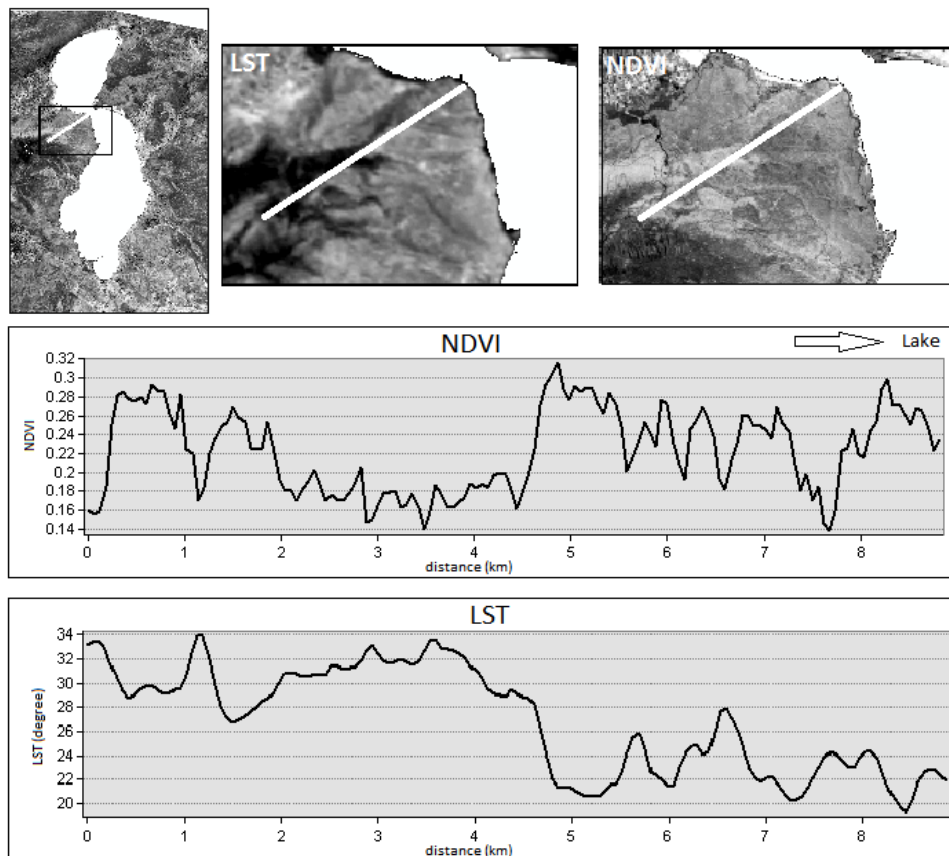 LST
NDVI
NDVI
Lake
NDVI
0.32
0.3
0.28
0.26
0.24
0.22
0.2
0.18
0.16
0.14
0 1 2 3 4 5 6 7 8
distance (km)
LST
LST (degree)
34
32
30
28
26
24
22
20
0 1 2 3 4 5 6 7 8
distance (km)